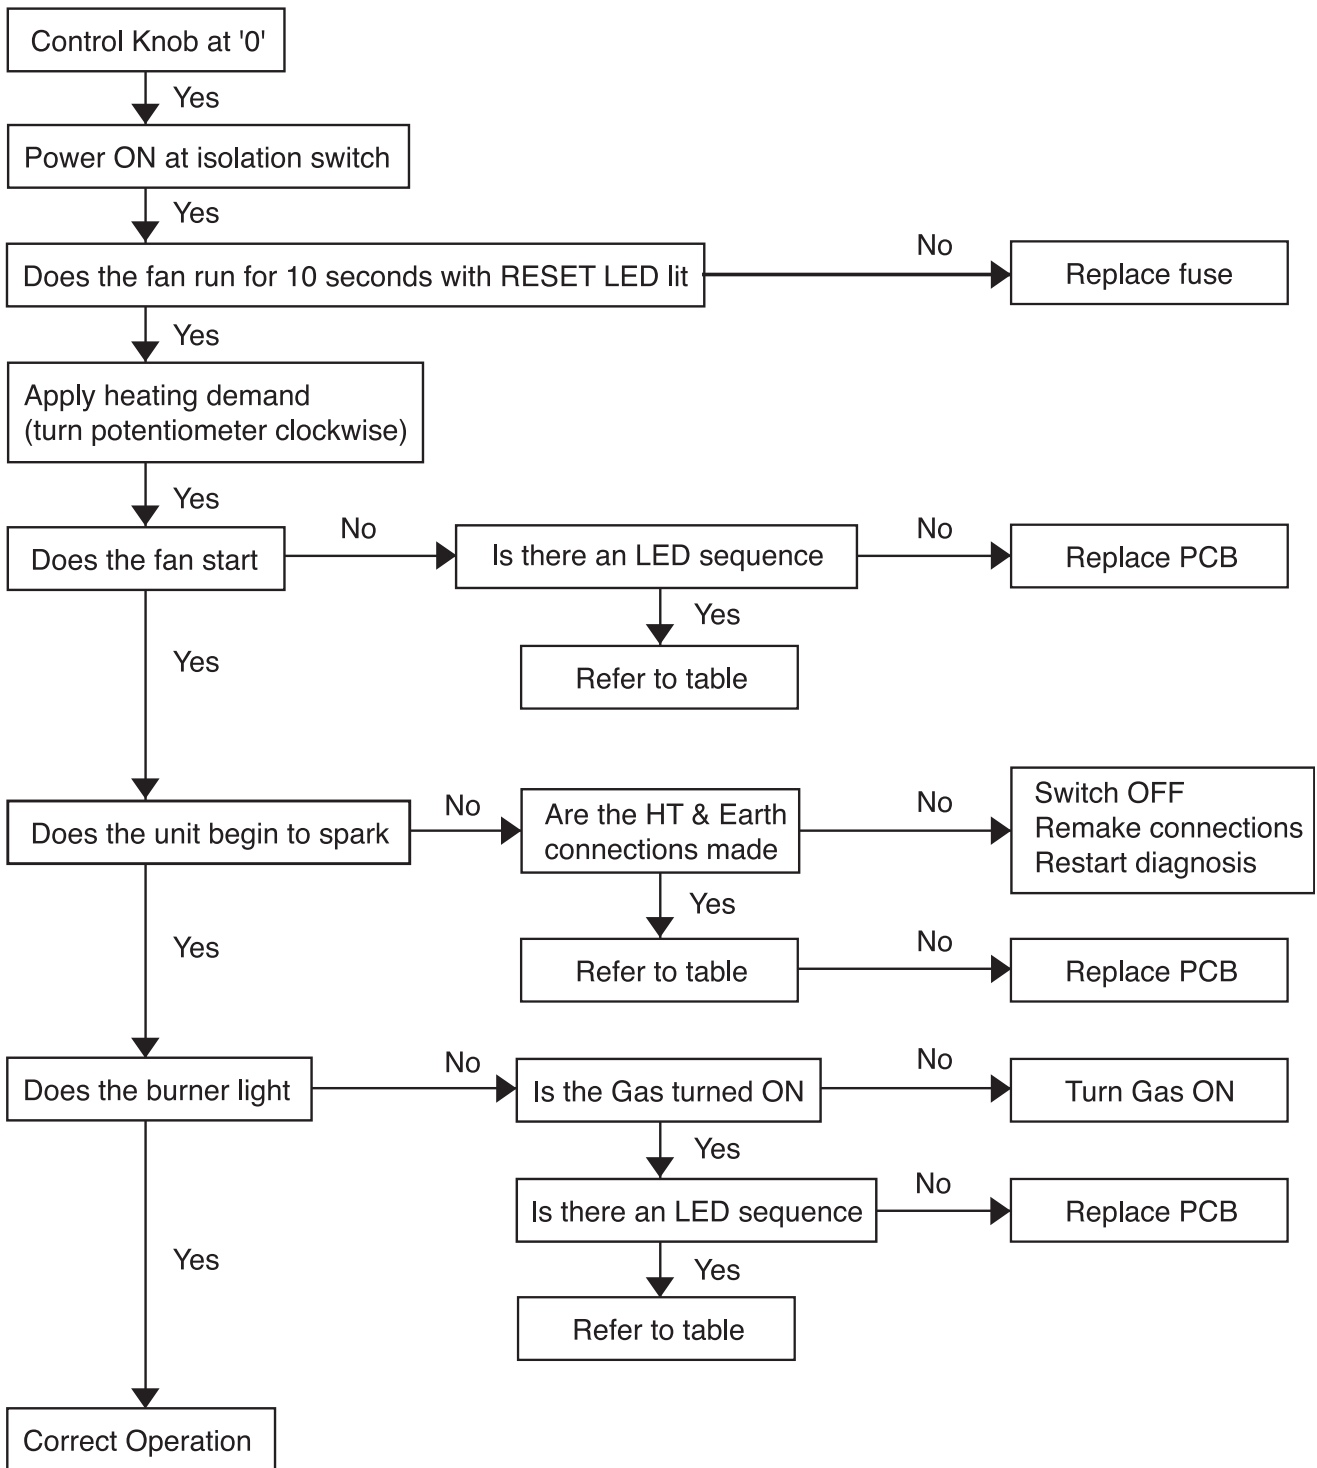 Control Knob at '0'
Yes
Power ON at isolation switch
Yes
Does the fan run for 10 seconds with RESET LED lit
No
Replace fuse
Yes
Apply heating demand
(turn potentiometer clockwise)
Yes
Does the fan start
No
Is there an LED sequence
No
Replace PCB
Yes
Refer to table
Yes
Does the unit begin to spark
No
Are the HT & Earth
connections made
No
Switch OFF
Remake connections
Restart diagnosis
Yes
Refer to table
No
Replace PCB
Yes
Does the burner light
No
Is the Gas turned ON
No
Turn Gas ON
Yes
Is there an LED sequence
No
Replace PCB
Yes
Refer to table
Yes
Correct Operation